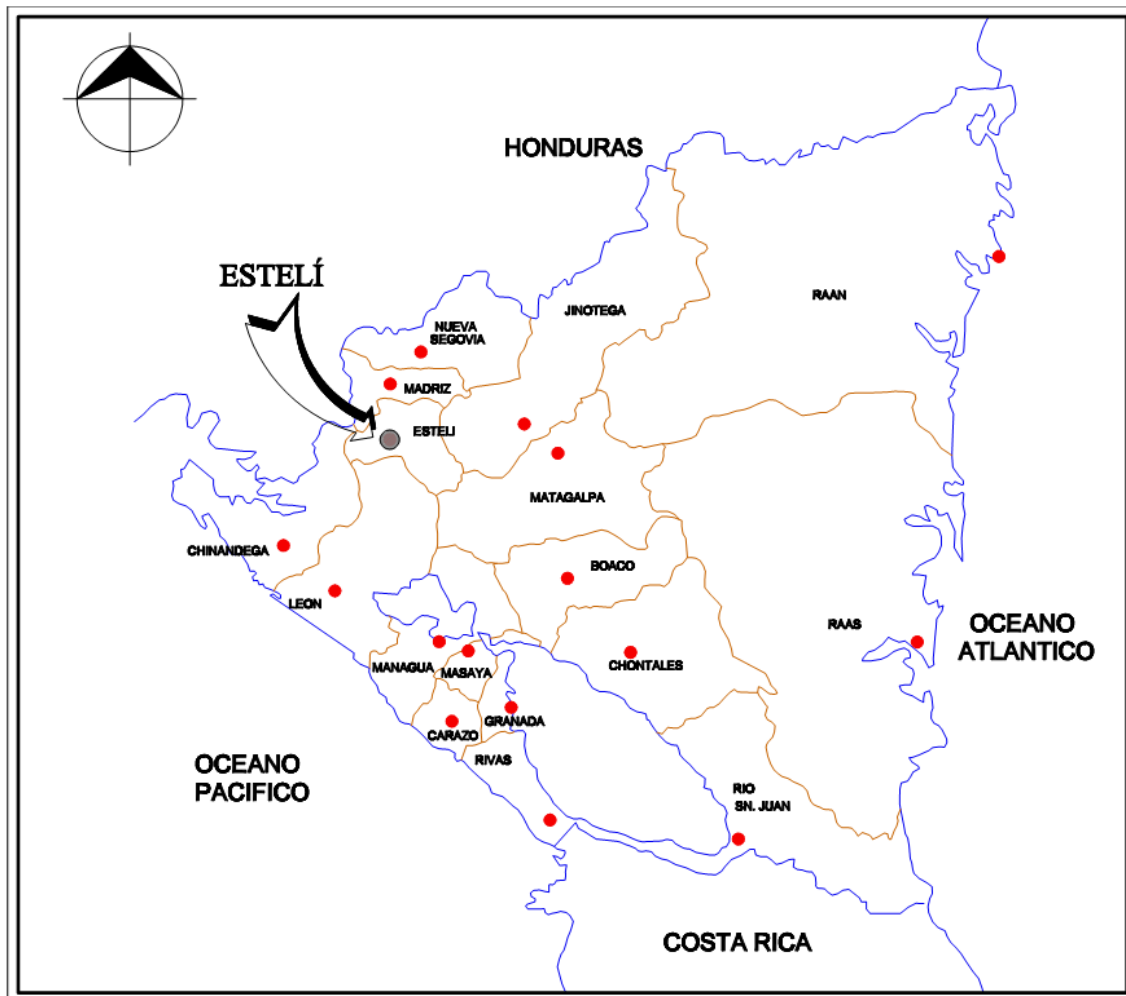 HONDURAS
ESTELÍ
RAAN
JINOTEGA
NUEVA
SEGOVIA
MADRIZ
ESTELI
MATAGALPA
CHINANDEGA
BOACO
LEON
RAAS
OCEANO
ATLANTICO
MANAGUA
MASAYA
CHONTALES
GRANADA
CARAZO
RIVAS
OCEANO
PACIFICO
RIO
SN. JUAN
COSTA RICA